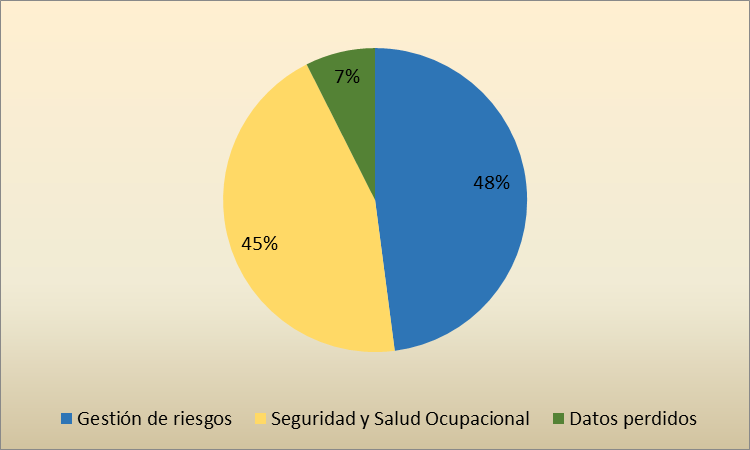 7%
48%
45%
Gestión de riesgos Seguridad y Salud Ocupacional Datos perdidos